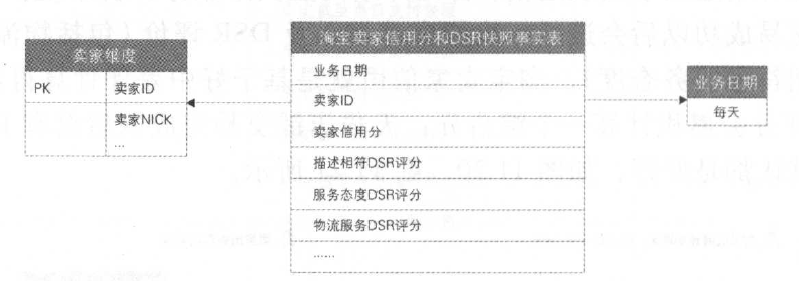 卖家维度
PK
卖家ID
卖家NICK
...
淘宝卖家信用分和DSR快照事实表
业务日期
卖家ID
卖家信用分
描述相符DSR评分
服务态度DSR评分
物流服务DSR评分
……
业务日期
每天